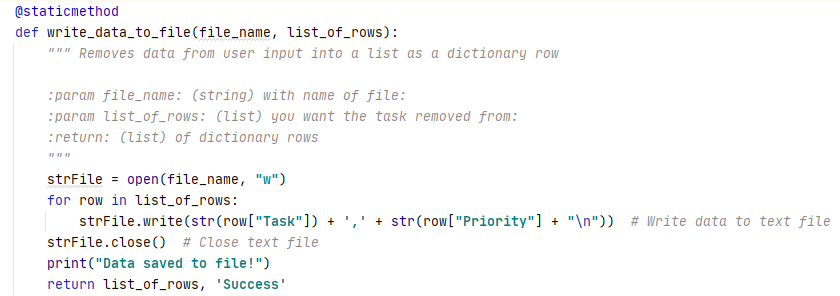 @staticmethod
def write_data_to_file(file_name, list_of_rows):
""" Removes data from user input into a list as a dictionary row
:param file_name: (string) with name of file:
:param list_of_rows: (list) you want the task removed from:
:return: (list) of dictionary rows
"""
strFile = open(file_name, "w")
for row in list_of_rows:
strFile.write(str(row["Task"]) + ',' + str(row["Priority"] + "\n"))  # Write data to text file
strFile.close()  # Close text file
print("Data saved to file!")
return list_of_rows, 'Success'